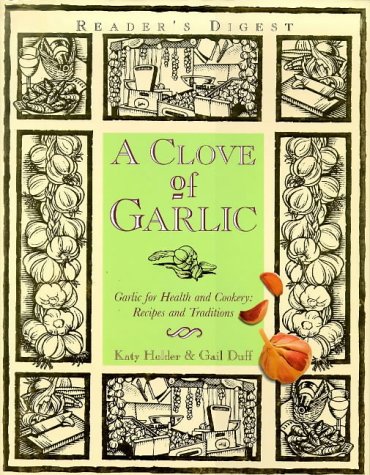 READER'S DIGEST
A CLOVE
of
GARLIC
Garlic for Health and Cookery:
Recipes and Traditions
Katy Holder & Gail Duff